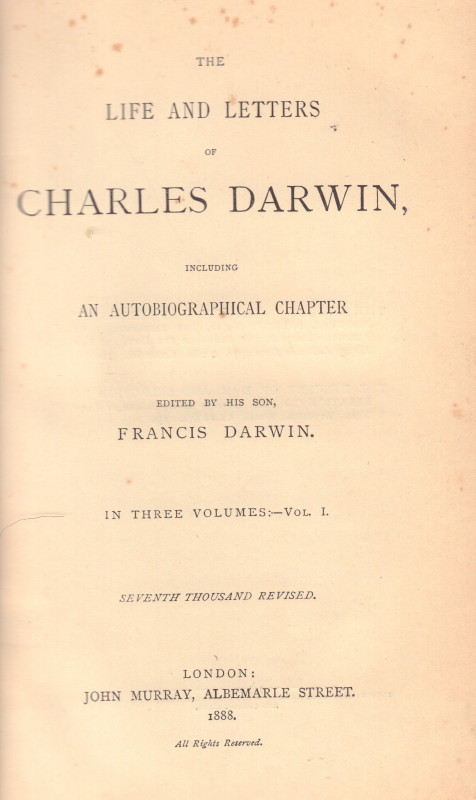 THE
LIFE AND LETTERS
OF
CHARLES DARWIN,
INCLUDING
AN AUTOBIOGRAPHICAL CHAPTER
EDITED BY HIS SON,
FRANCIS DARWIN.
IN THREE VOLUMES:—VOL. I.
SEVENTH THOUSAND REVISED.
LONDON:
JOHN MURRAY, ALBEMARLE STREET.
1888.
All Rights Reserved.